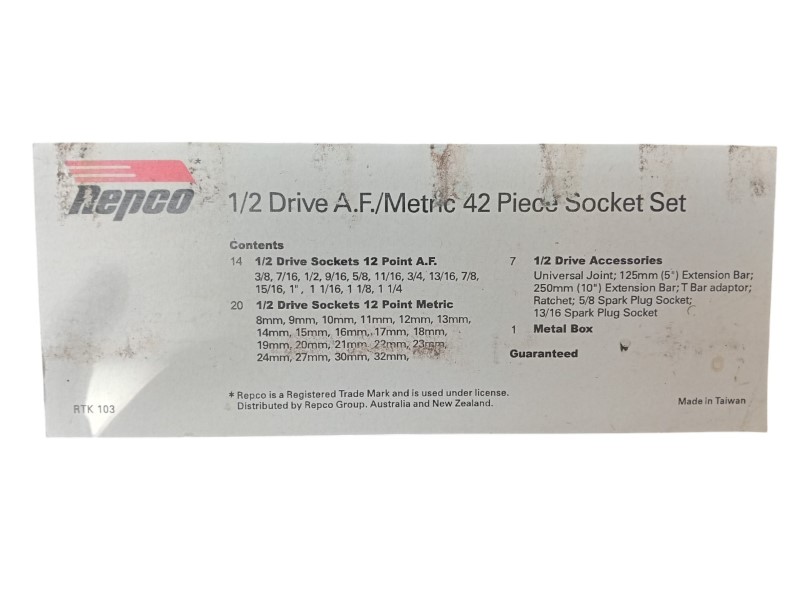 Repco*
1/2 Drive A.F./Metric 42 Piece Socket Set
Contents
14 1/2 Drive Sockets 12 Point A.F.
3/8, 7/16, 1/2, 9/16, 5/8, 11/16, 3/4, 13/16, 7/8,
15/16, 1", 1 1/16, 1 1/8, 1 1/4
20 1/2 Drive Sockets 12 Point Metric
8mm, 9mm, 10mm, 11mm, 12mm, 13mm,
14mm, 15mm, 16mm, 17mm, 18mm,
19mm, 20mm, 21mm, 22mm, 23mm,
24mm, 27mm, 30mm, 32mm,
7 1/2 Drive Accessories
Universal Joint; 125mm (5") Extension Bar;
250mm (10") Extension Bar; T Bar adaptor;
Ratchet; 5/8 Spark Plug Socket;
13/16 Spark Plug Socket
1 Metal Box
Guaranteed
* Repco is a Registered Trade Mark and is used under license.
Distributed by Repco Group. Australia and New Zealand.
RTK 103
Made in Taiwan